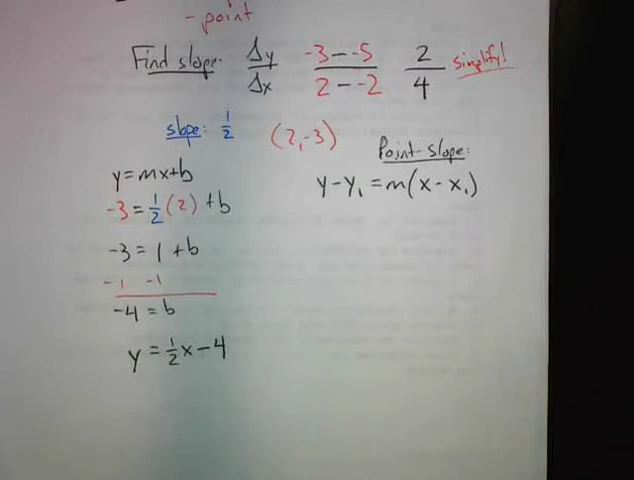 - point
Find slope: Δy/Δx -3--5/2--2 2/4 simplify!
slope: 1/2 (2,-3)
Point-slope:
y=mx+b
y-y₁=m(x-x₁)
-3=1/2(2)+b
-3=1+b
-1 -1
-4=b
y=1/2x-4